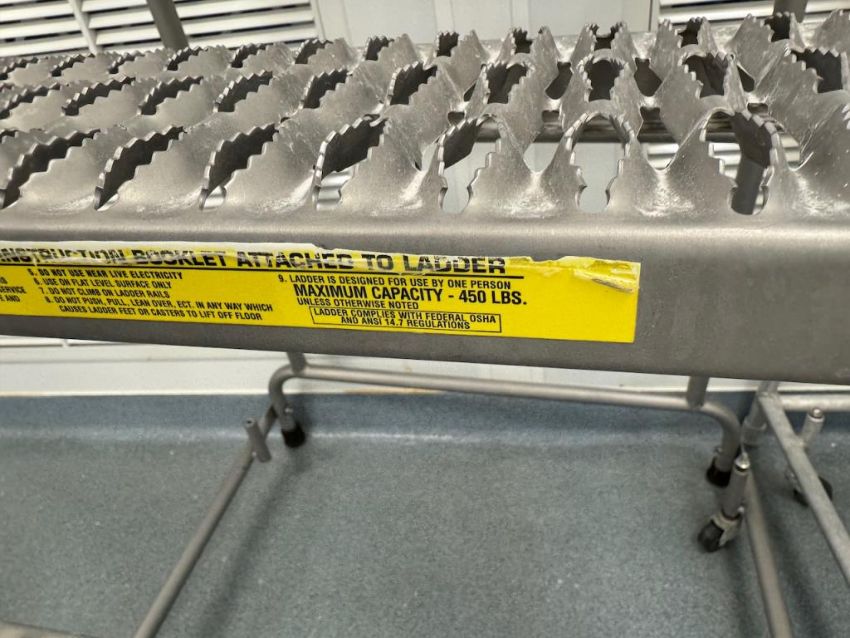 INSTRUCTION BOOKLET ATTACHED TO LADDER
5. DO NOT USE NEAR LIVE ELECTRICITY
6. USE ON FLAT LEVEL SURFACE ONLY
SERVICE 7. DO NOT CLIMB ON LADDER RAILS
E AND 8. DO NOT PUSH, PULL, LEAN OVER, ECT. IN ANY WAY WHICH
CAUSES LADDER FEET OR CASTERS TO LIFT OFF FLOOR
9. LADDER IS DESIGNED FOR USE BY ONE PERSON
MAXIMUM CAPACITY - 450 LBS.
UNLESS OTHERWISE NOTED
LADDER COMPLIES WITH FEDERAL OSHA
AND ANSI 14.7 REGULATIONS